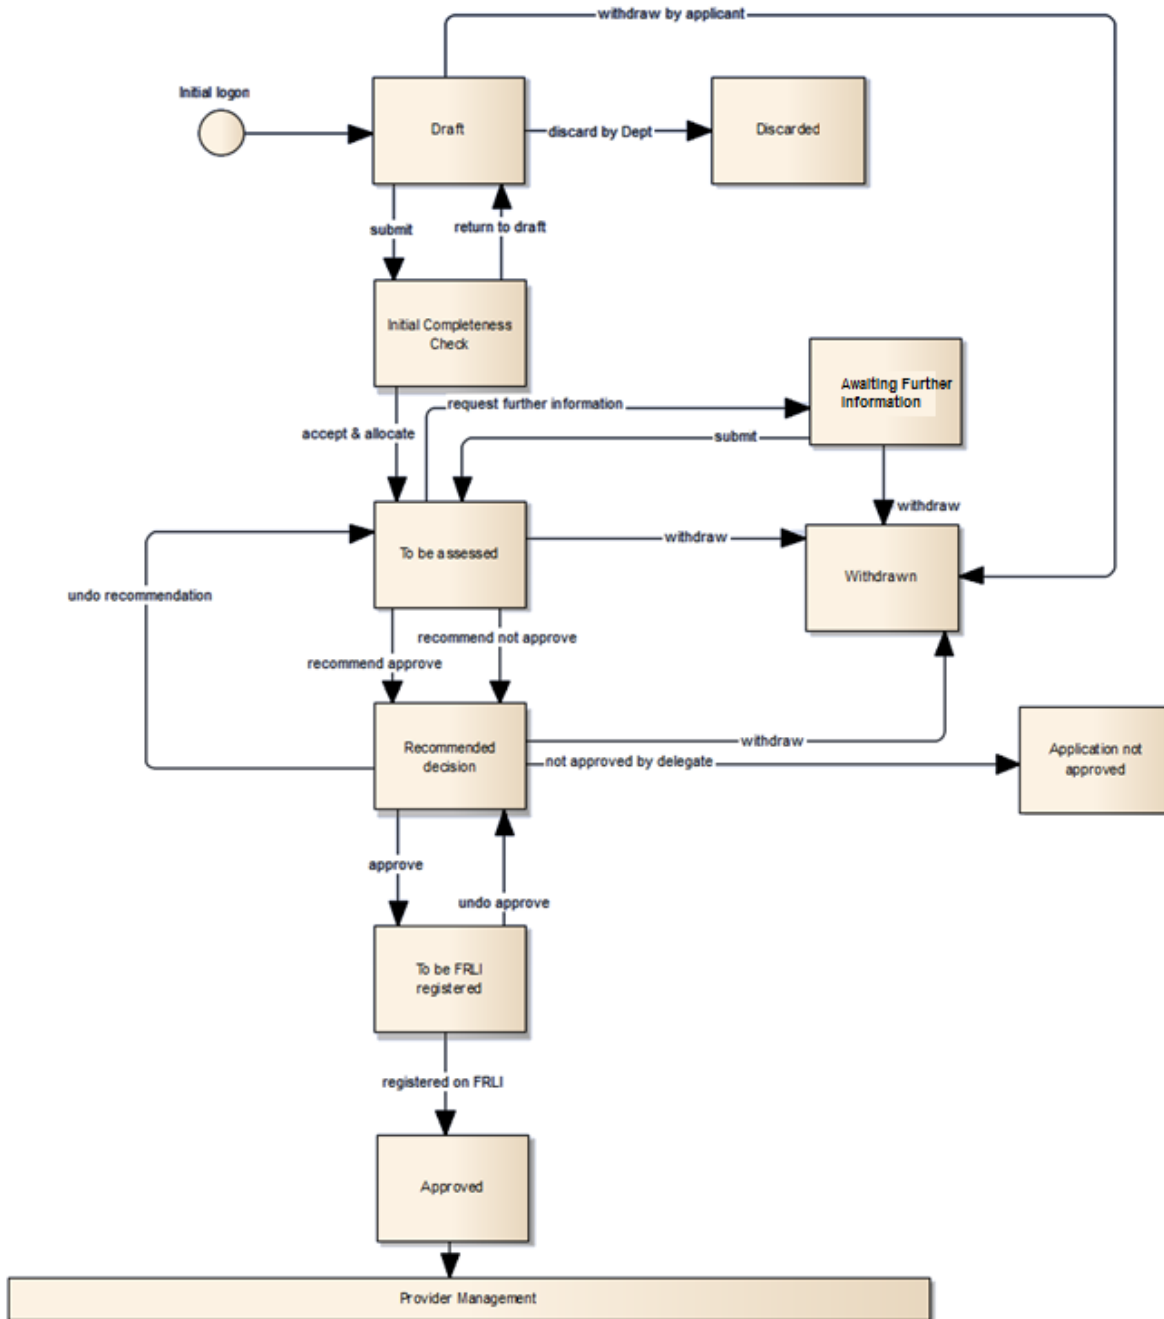 withdraw by applicant
Initial logon
Draft
discard by Dept
Discarded
submit
return to draft
Initial Completeness
Check
Awaiting Further
Information
request further information
accept & allocate
submit
withdraw
To be assessed
withdraw
Withdrawn
undo recommendation
recommend not approve
recommend approve
Recommended
decision
withdraw
not approved by delegate
Application not
approved
approve
undo approve
To be FRLI
registered
registered on FRLI
Approved
Provider Management